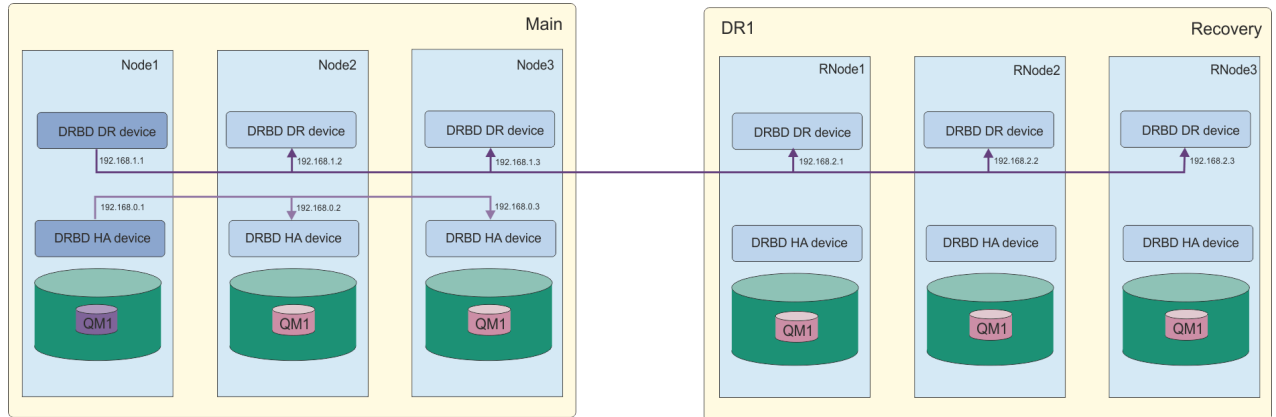 Main
Node1
Node2
Node3
DRBD DR device
DRBD DR device
DRBD DR device
192.168.1.1
192.168.1.2
192.168.1.3
192.168.0.1
192.168.0.2
192.168.0.3
DRBD HA device
DRBD HA device
DRBD HA device
QM1
QM1
QM1
DR1
Recovery
RNode1
RNode2
RNode3
DRBD DR device
DRBD DR device
DRBD DR device
192.168.2.1
192.168.2.2
192.168.2.3
DRBD HA device
DRBD HA device
DRBD HA device
QM1
QM1
QM1